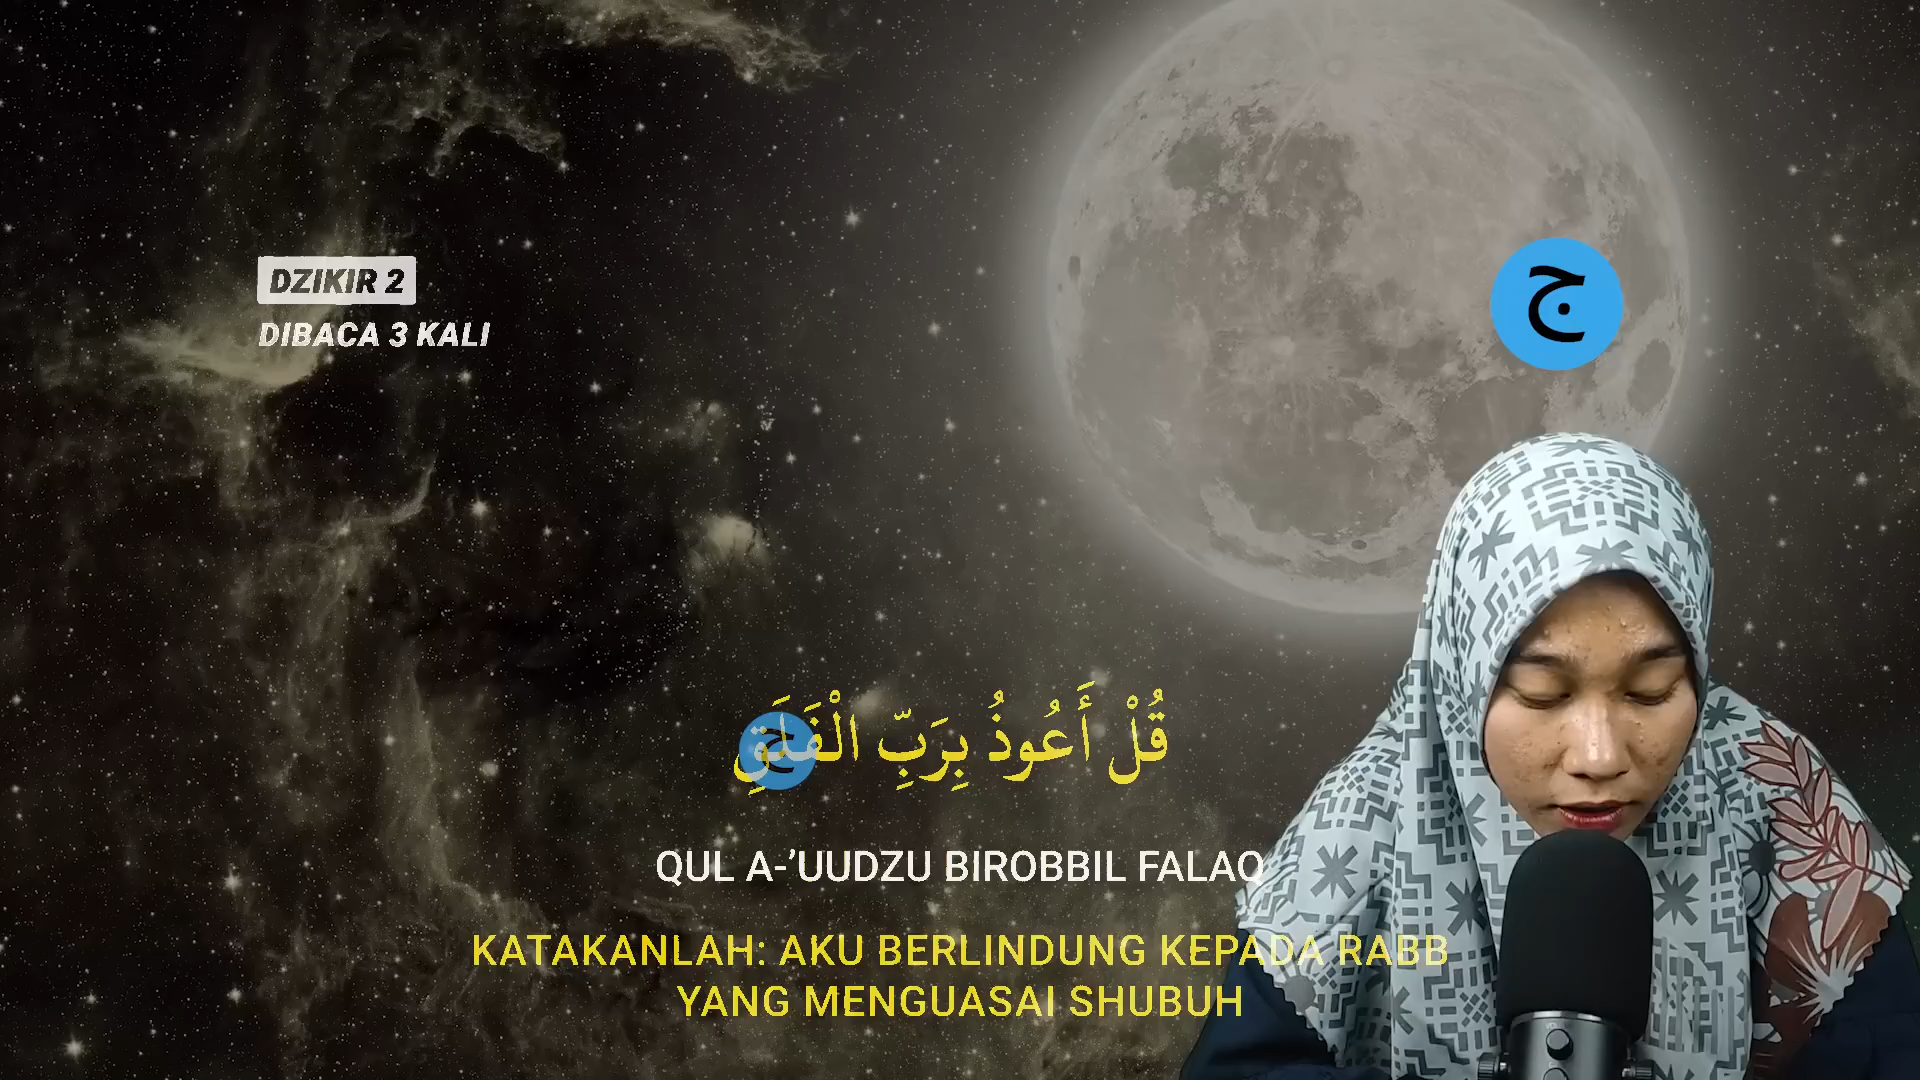 DZIKIR 2
DIBACA 3 KALI
ج
قُلْ أَعُوذُ بِرَبِّ الْفَلَقِ
ج
QUL A-’UUDZU BIROBBIL FALAQ
KATAKANLAH: AKU BERLINDUNG KEPADA RABB
YANG MENGUASAI SHUBUH